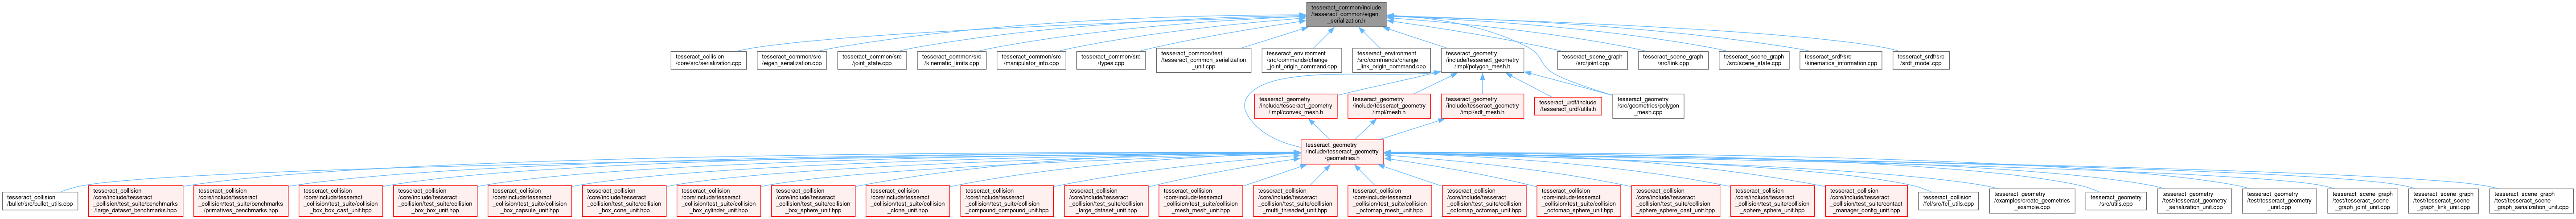 tesseract_common/include
/tesseract_common/eigen
_serialization.h
tesseract_collision
/core/src/serialization.cpp
tesseract_common/src
/eigen_serialization.cpp
tesseract_common/src
/joint_state.cpp
tesseract_common/src
/kinematic_limits.cpp
tesseract_common/src
/manipulator_info.cpp
tesseract_common/src
/types.cpp
tesseract_common/test
/tesseract_common_serialization
_unit.cpp
tesseract_environment
/src/commands/change
_joint_origin_command.cpp
tesseract_environment
/src/commands/change
_link_origin_command.cpp
tesseract_geometry
/include/tesseract_geometry
/impl/polygon_mesh.h
tesseract_scene_graph
/src/joint.cpp
tesseract_scene_graph
/src/link.cpp
tesseract_scene_graph
/src/scene_state.cpp
tesseract_srdf/src
/kinematics_information.cpp
tesseract_srdf/src
/srdf_model.cpp
tesseract_geometry
/include/tesseract_geometry
/impl/convex_mesh.h
tesseract_geometry
/include/tesseract_geometry
/impl/mesh.h
tesseract_geometry
/include/tesseract_geometry
/impl/sdf_mesh.h
tesseract_urdf/include
/tesseract_urdf/utils.h
tesseract_geometry
/src/geometries/polygon
_mesh.cpp
tesseract_geometry
/include/tesseract_geometry
/geometries.h
tesseract_collision
/bullet/src/bullet_utils.cpp
tesseract_collision
/core/include/tesseract
_collision/test_suite/benchmarks
/large_dataset_benchmarks.hpp
tesseract_collision
/core/include/tesseract
_collision/test_suite/benchmarks
/primatives_benchmarks.hpp
tesseract_collision
/core/include/tesseract
_collision/test_suite/collision
_box_box_cast_unit.hpp
tesseract_collision
/core/include/tesseract
_collision/test_suite/collision
_box_box_unit.hpp
tesseract_collision
/core/include/tesseract
_collision/test_suite/collision
_box_capsule_unit.hpp
tesseract_collision
/core/include/tesseract
_collision/test_suite/collision
_box_cone_unit.hpp
tesseract_collision
/core/include/tesseract
_collision/test_suite/collision
_box_cylinder_unit.hpp
tesseract_collision
/core/include/tesseract
_collision/test_suite/collision
_box_sphere_unit.hpp
tesseract_collision
/core/include/tesseract
_collision/test_suite/collision
_clone_unit.hpp
tesseract_collision
/core/include/tesseract
_collision/test_suite/collision
_compound_compound_unit.hpp
tesseract_collision
/core/include/tesseract
_collision/test_suite/collision
_large_dataset_unit.hpp
tesseract_collision
/core/include/tesseract
_collision/test_suite/collision
_mesh_mesh_unit.hpp
tesseract_collision
/core/include/tesseract
_collision/test_suite/collision
_multi_threaded_unit.hpp
tesseract_collision
/core/include/tesseract
_collision/test_suite/collision
_octomap_mesh_unit.hpp
tesseract_collision
/core/include/tesseract
_collision/test_suite/collision
_octomap_octomap_unit.hpp
tesseract_collision
/core/include/tesseract
_collision/test_suite/collision
_octomap_sphere_unit.hpp
tesseract_collision
/core/include/tesseract
_collision/test_suite/collision
_sphere_sphere_cast_unit.hpp
tesseract_collision
/core/include/tesseract
_collision/test_suite/collision
_sphere_sphere_unit.hpp
tesseract_collision
/core/include/tesseract
_collision/test_suite/contact
_manager_config_unit.hpp
tesseract_collision
/fcl/src/fcl_utils.cpp
tesseract_geometry
/examples/create_geometries
_example.cpp
tesseract_geometry
/src/utils.cpp
tesseract_geometry
/test/tesseract_geometry
_serialization_unit.cpp
tesseract_geometry
/test/tesseract_geometry
_unit.cpp
tesseract_scene_graph
/test/tesseract_scene
_graph_joint_unit.cpp
tesseract_scene_graph
/test/tesseract_scene
_graph_link_unit.cpp
tesseract_scene_graph
/test/tesseract_scene
_graph_serialization_unit.cpp